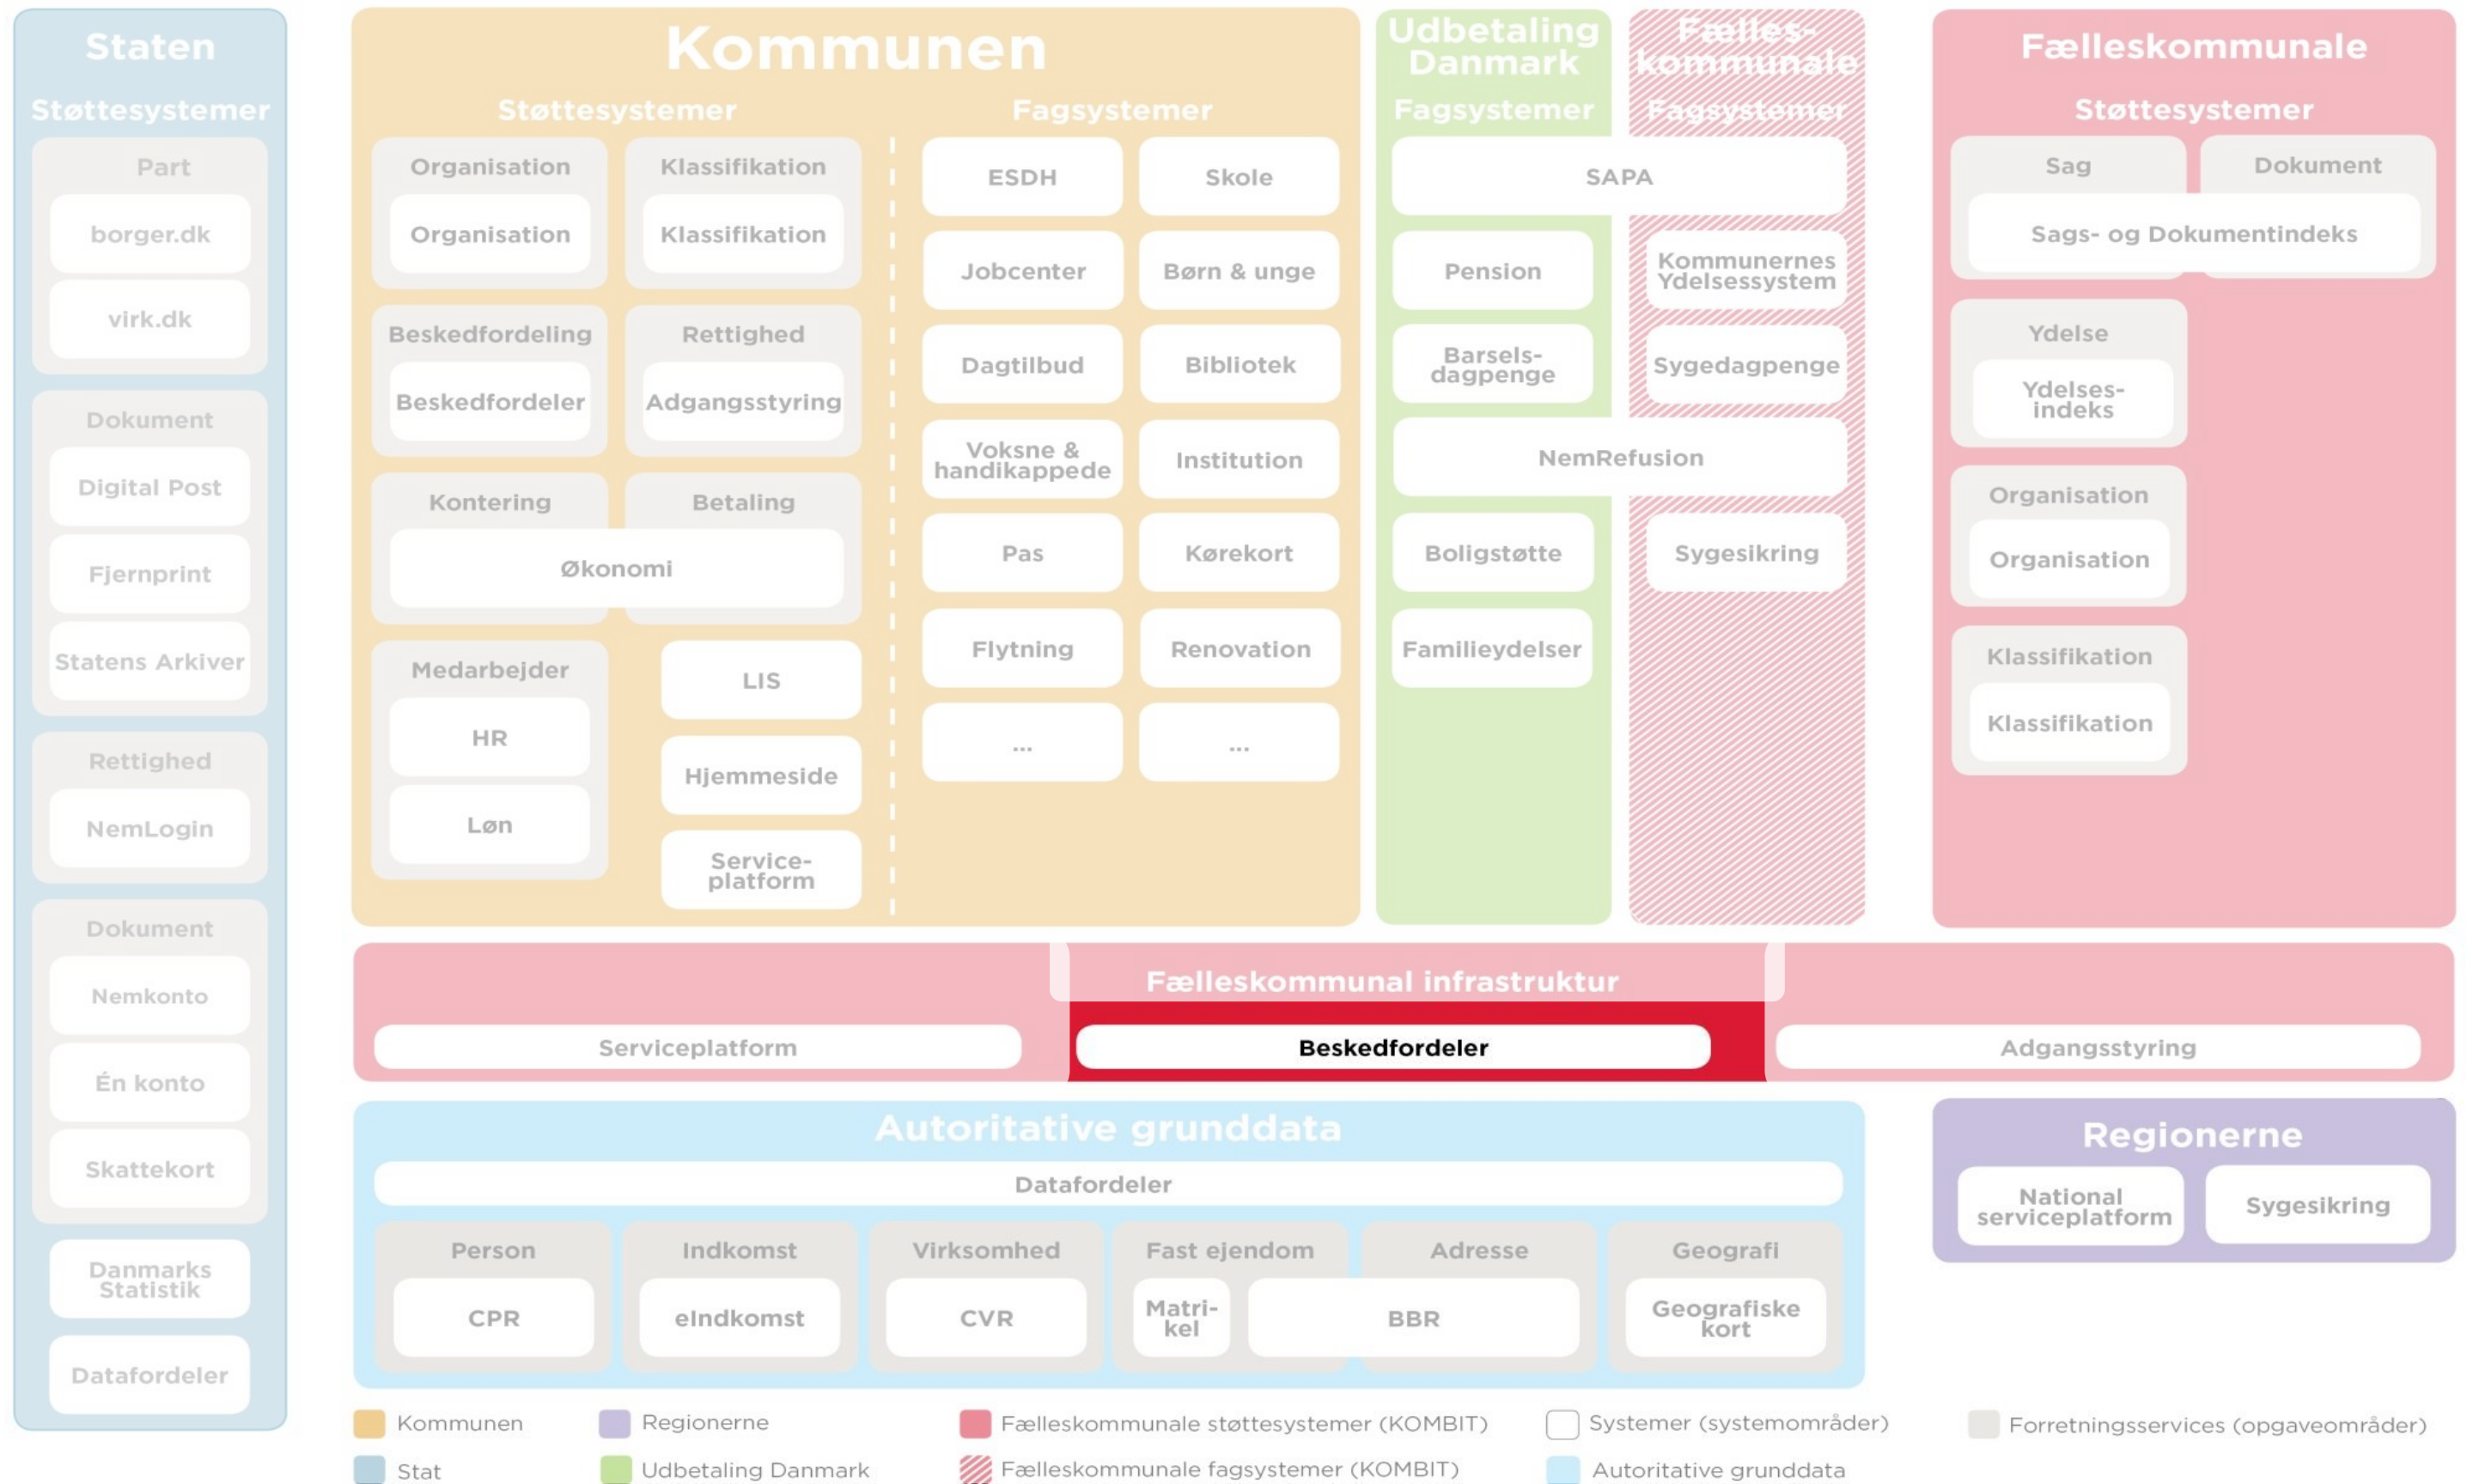 Staten
Støttesystemer
Part
borger.dk
virk.dk
Dokument
Digital Post
Fjernprint
Statens Arkiver
Rettighed
NemLogin
Dokument
Nemkonto
Én konto
Skattekort
Danmarks
Statistik
Datafordeler
Kommunen
Støttesystemer
Organisation
Organisation
Klassifikation
Klassifikation
Beskedfordeling
Beskedfordeler
Rettighed
Adgangsstyring
Kontering
Betaling
Økonomi
Medarbejder
HR
Løn
LIS
Hjemmeside
Service-
platform
Fagsystemer
ESDH
Skole
Jobcenter
Børn & unge
Dagtilbud
Bibliotek
Voksne &
handikappede
Institution
Pas
Kørekort
Flytning
Renovation
...
...
Udbetaling
Danmark
Fagsystemer
Fælles-
kommunale
Fagsystemer
SAPA
Pension
Kommunernes
Ydelsessystem
Barsels-
dagpenge
Sygedagpenge
NemRefusion
Boligstøtte
Sygesikring
Familieydelser
Fælleskommunale
Støttesystemer
Sag
Dokument
Sags- og Dokumentindeks
Ydelse
Ydelses-
indeks
Organisation
Organisation
Klassifikation
Klassifikation
Fælleskommunal infrastruktur
Serviceplatform
Beskedfordeler
Adgangsstyring
Autoritative grunddata
Datafordeler
Person
CPR
Indkomst
eIndkomst
Virksomhed
CVR
Fast ejendom
Adresse
Matri-
kel
BBR
Geografi
Geografiske
kort
Regionerne
National
serviceplatform
Sygesikring
Kommunen
Regionerne
Fælleskommunale støttesystemer (KOMBIT)
Systemer (systemområder)
Forretningsservices (opgaveområder)
Stat
Udbetaling Danmark
Fælleskommunale fagsystemer (KOMBIT)
Autoritative grunddata